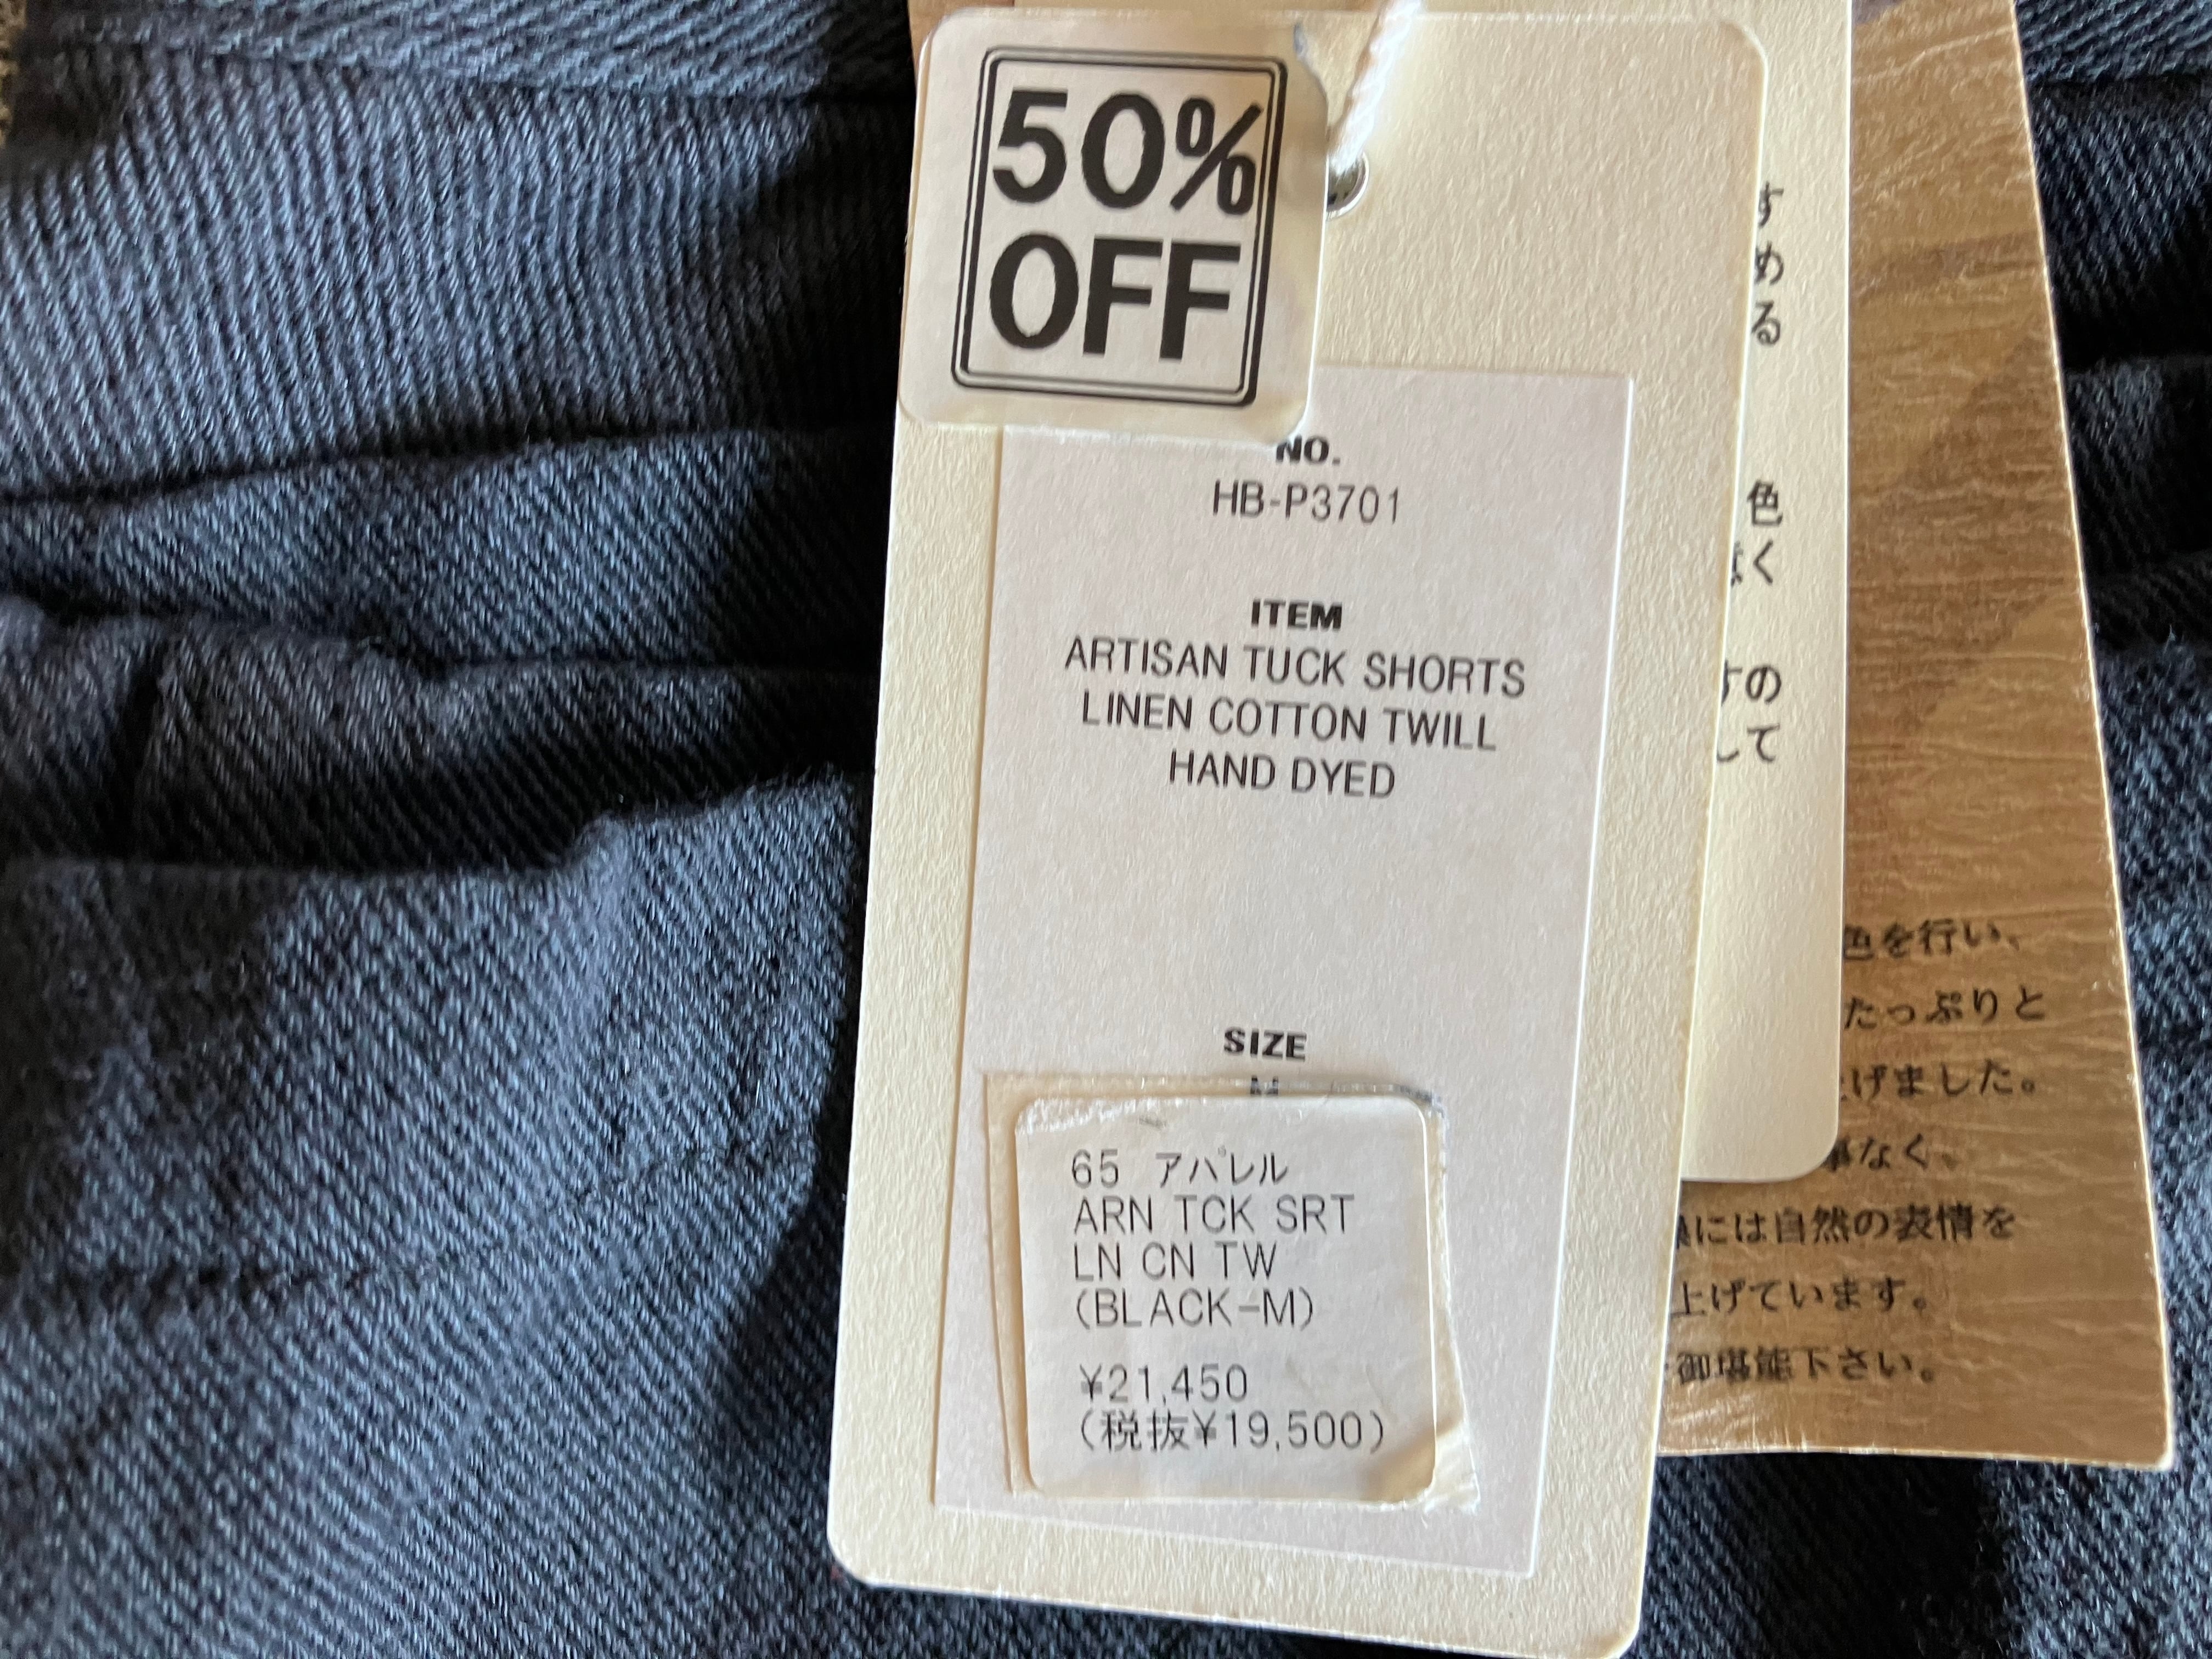 50%
OFF
NO.
HB-P3701
ITEM
ARTISAN TUCK SHORTS
LINEN COTTON TWILL
HAND DYED
SIZE
M
65 アパレル
ARN TCK SRT
LN CN TW
(BLACK-M)
¥21,450
(税抜¥19,500)
すめる
色く
の
して
色を行い、
たっぷりと
げました。
事なく、
には自然の表情を
上げています。
御堪能下さい。